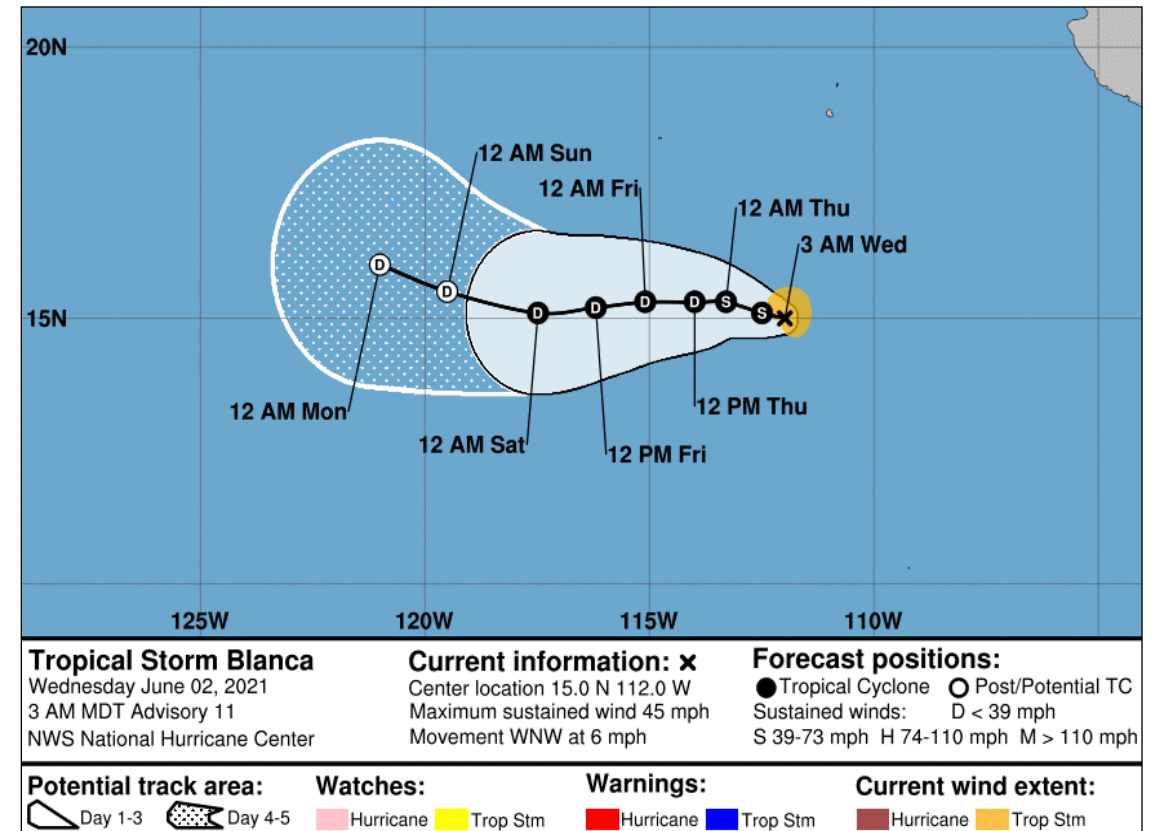 20N
12 AM Sun
12 AM Fri
12 AM Thu
3 AM Wed
D
D
D
D
D
D
S
S
15N
12 AM Mon
12 PM Thu
12 AM Sat
12 PM Fri
125W
120W
115W
110W
Tropical Storm Blanca
Wednesday June 02, 2021
3 AM MDT Advisory 11
NWS National Hurricane Center
Current information: ×
Center location 15.0 N 112.0 W
Maximum sustained wind 45 mph
Movement WNW at 6 mph
Forecast positions:
Tropical Cyclone Post/Potential TC
Sustained winds: D < 39 mph
S 39-73 mph H 74-110 mph M > 110 mph
Potential track area:
Day 1-3 Day 4-5
Watches:
Hurricane Trop Stm
Warnings:
Hurricane Trop Stm
Current wind extent:
Hurricane Trop Stm